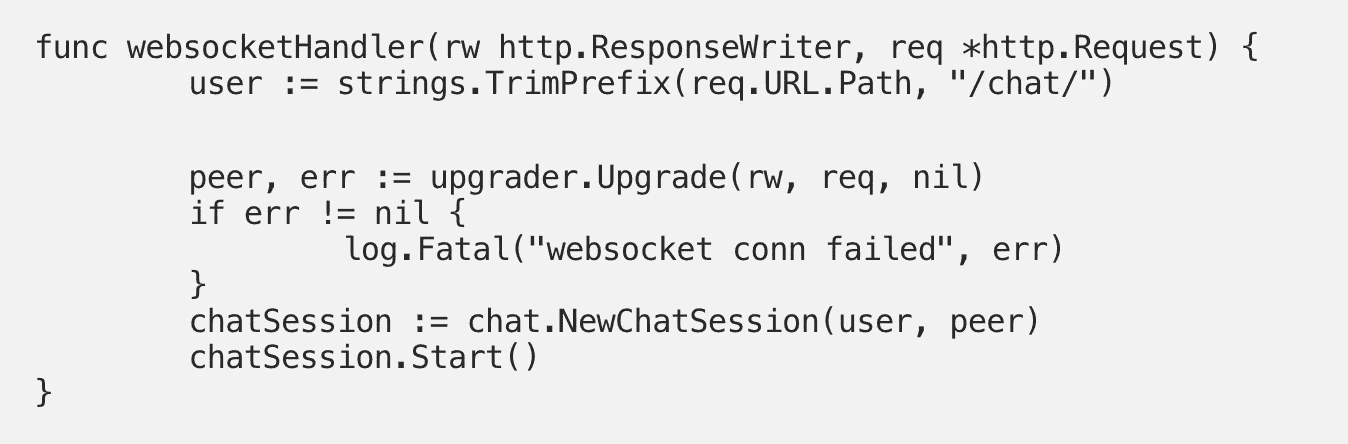 func websocketHandler(rw http.ResponseWriter, req *http.Request) {
        user := strings.TrimPrefix(req.URL.Path, "/chat/")
        peer, err := upgrader.Upgrade(rw, req, nil)
        if err != nil {
                log.Fatal("websocket conn failed", err)
        }
        chatSession := chat.NewChatSession(user, peer)
        chatSession.Start()
}